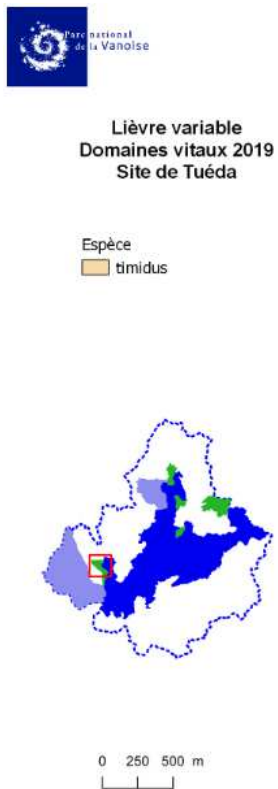 Parc national
de la Vanoise
Lièvre variable
Domaines vitaux 2019
Site de Tuéda
Espèce
timidus
0 250 500 m